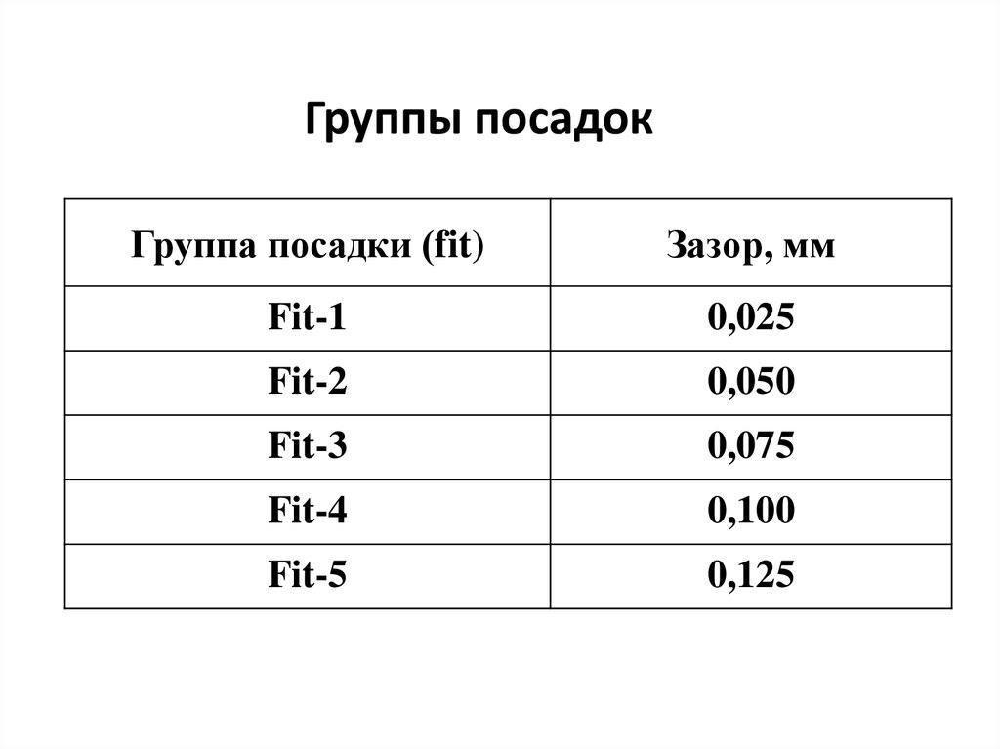 Группы посадок
Группа посадки (fit) Зазор, мм
Fit-1 0,025
Fit-2 0,050
Fit-3 0,075
Fit-4 0,100
Fit-5 0,125